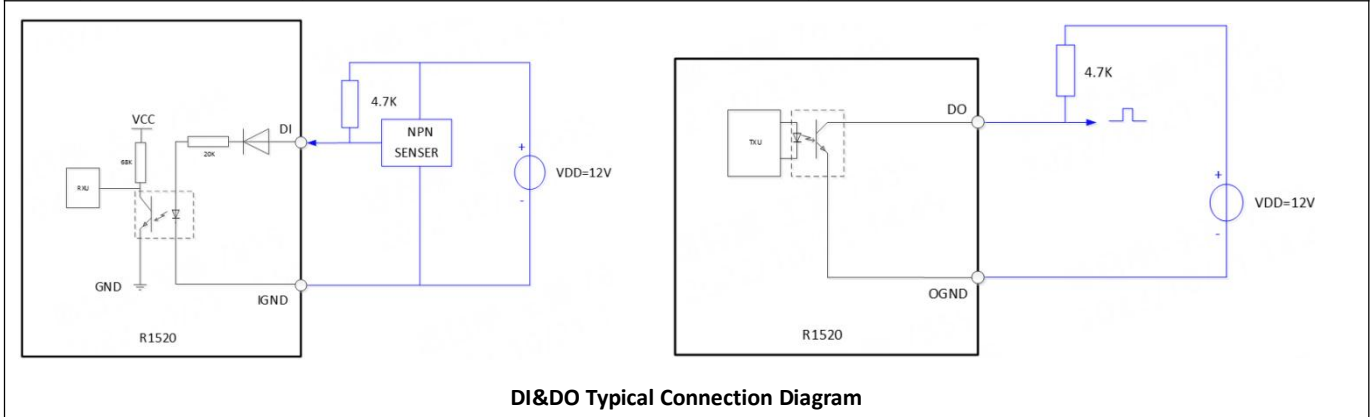 VCC
68K
RXU
GND
20K
DI
IGND
R1520
4.7K
NPN
SENSER
+
VDD=12V
-
TXU
DO
OGND
R1520
4.7K
+
VDD=12V
-
DI&DO Typical Connection Diagram